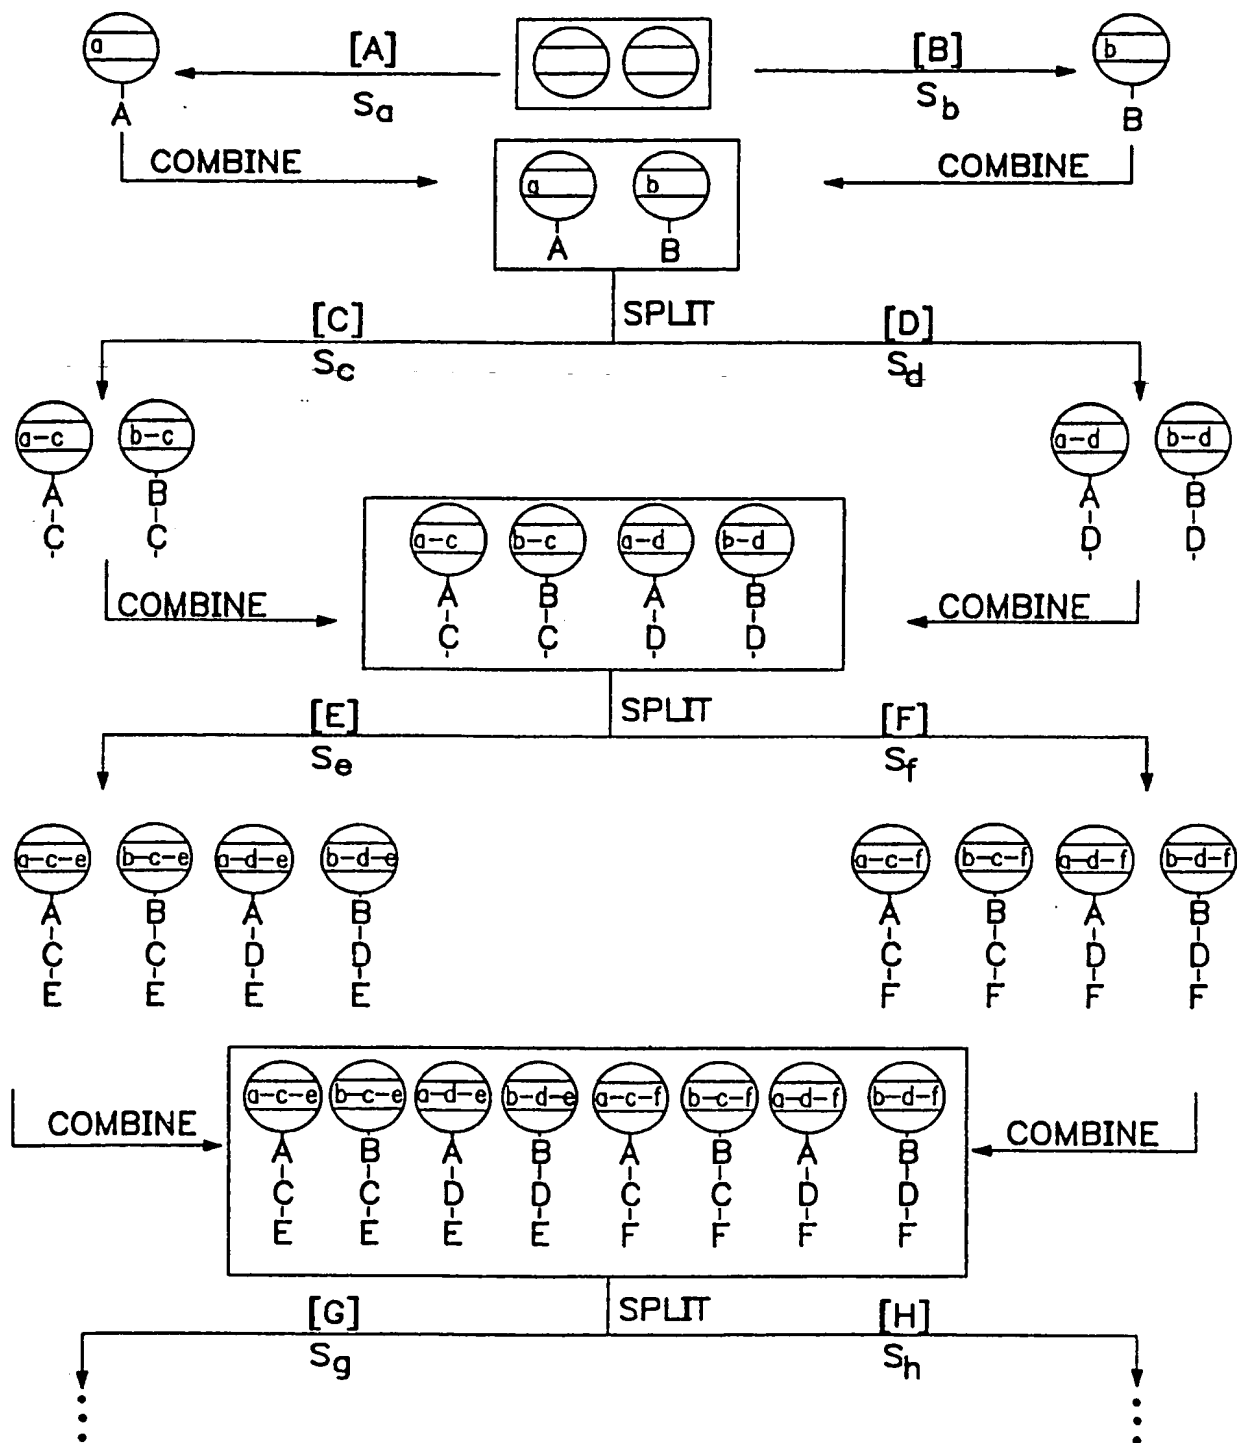 a [A] [B] b
Sa Sb
A B
COMBINE COMBINE
a b
A B
[C] SPLIT [D]
Sc Sd
a-c b-c a-d b-d
A B A B
C C D D
a-c b-c a-d b-d
COMBINE A B A B COMBINE
C C D D
[E] SPLIT [F]
Se Sf
a-c-e b-c-e a-d-e b-d-e a-c-f b-c-f a-d-f b-d-f
A B A B A B A B
C C D D C C D D
E E E E F F F F
a-c-e b-c-e a-d-e b-d-e a-c-f b-c-f a-d-f b-d-f
COMBINE COMBINE
A B A B A B A B
C C D D C C D D
E E E E F F F F
[G] SPLIT [H]
Sg Sh